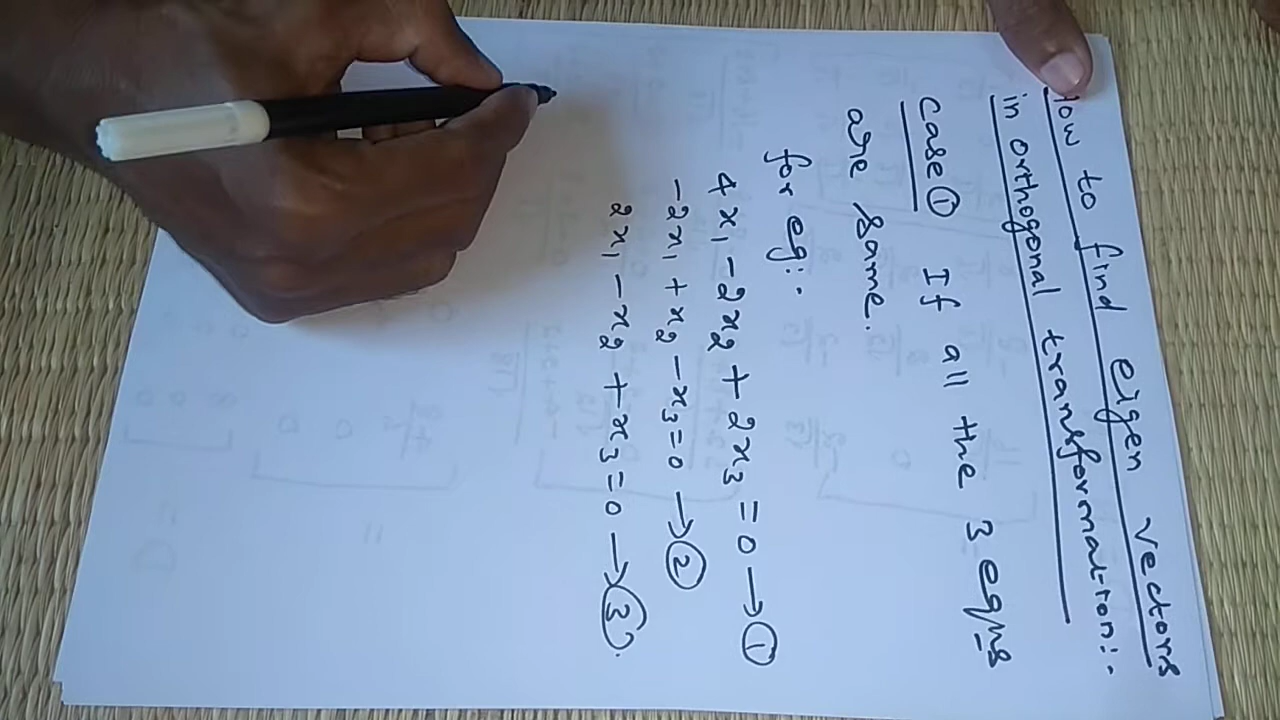 How to find eigen vectors
in orthogonal transformation:-
Case ① If all the 3 eqns
are same.
for eg:-
4x₁ - 2x₂ + 2x₃ = 0 → ①
-2x₁ + x₂ - x₃ = 0 → ②
2x₁ - x₂ + x₃ = 0 → ③.